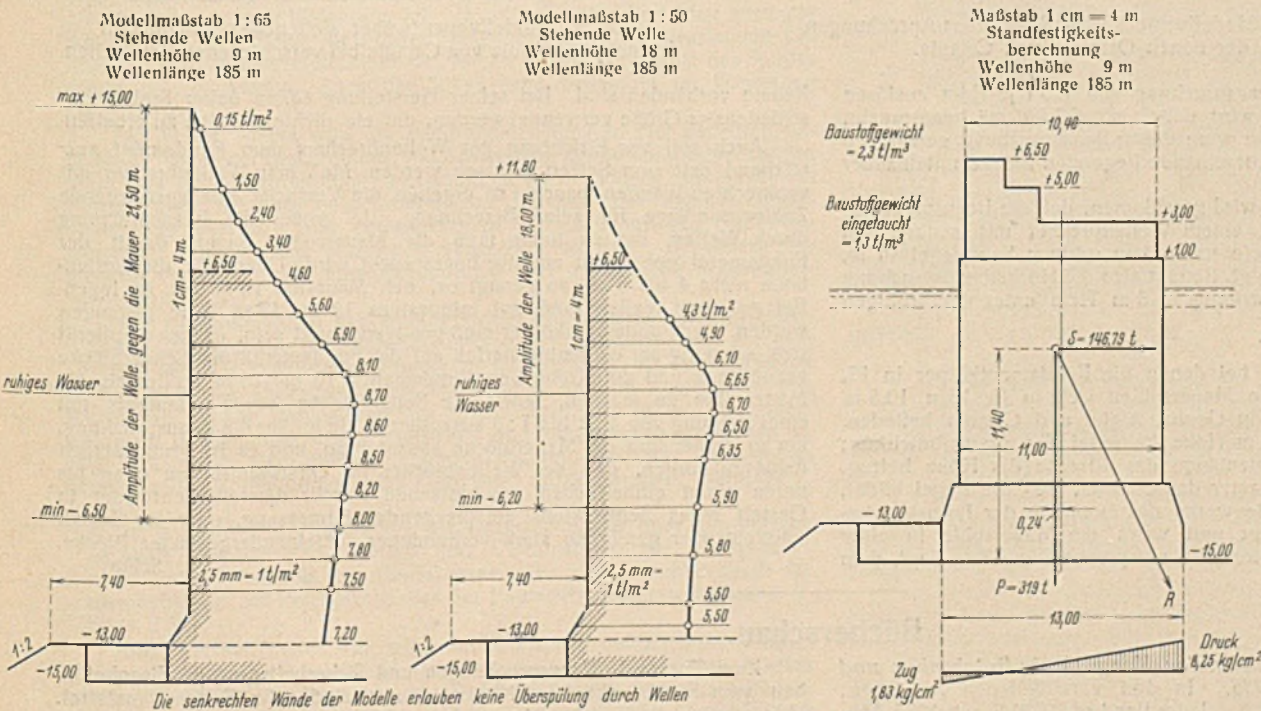 Modellmaßstab 1 : 65
Stehende Wellen
Wellenhöhe 9 m
Wellenlänge 185 m
max + 15,00
0,15 t/m²
1,50
2,40
3,40
+ 6,50
4,60
5,60
6,90
8,10
ruhiges Wasser
8,70
8,60
8,50
8,20
min – 6,50
8,00
7,80
7,40
2,5 mm = 1 t/m²
7,50
1:2
– 13,00
7,20
– 15,00
Amplitude der Welle gegen die Mauer 21,50 m
1 cm = 4 m
Modellmaßstab 1 : 50
Stehende Welle
Wellenhöhe 18 m
Wellenlänge 185 m
+ 11,80
+ 6,50
4,3 t/m²
4,90
6,10
ruhiges
Wasser
6,65
6,70
6,50
6,35
min – 6,20
5,90
5,80
7,40
2,5 mm =
1 t/m²
5,50
5,50
1:2
– 13,00
– 15,00
Amplitude der Welle 18,00 m
1 cm = 4 m
Maßstab 1 cm = 4 m
Standfestigkeits-
berechnung
Wellenhöhe 9 m
Wellenlänge 185 m
10,40
Baustoffgewicht
= 2,3 t/m³
+ 6,50
+ 5,00
Baustoffgewicht
eingetaucht
= 1,3 t/m³
+ 3,00
+ 1,00
S = 146,79 t
11,40
11,00
– 13,00
0,24
– 15,00
P = 319 t
R
13,00
Zug
1,83 kg/cm²
Druck
8,25 kg/cm²
Die senkrechten Wände der Modelle erlauben keine Überspülung durch Wellen